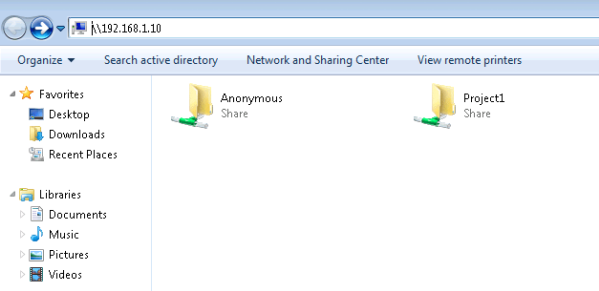 \\192.168.1.10
Organize Search active directory Network and Sharing Center View remote printers
Favorites
Desktop
Downloads
Recent Places
Libraries
Documents
Music
Pictures
Videos
Anonymous
Share
Project1
Share